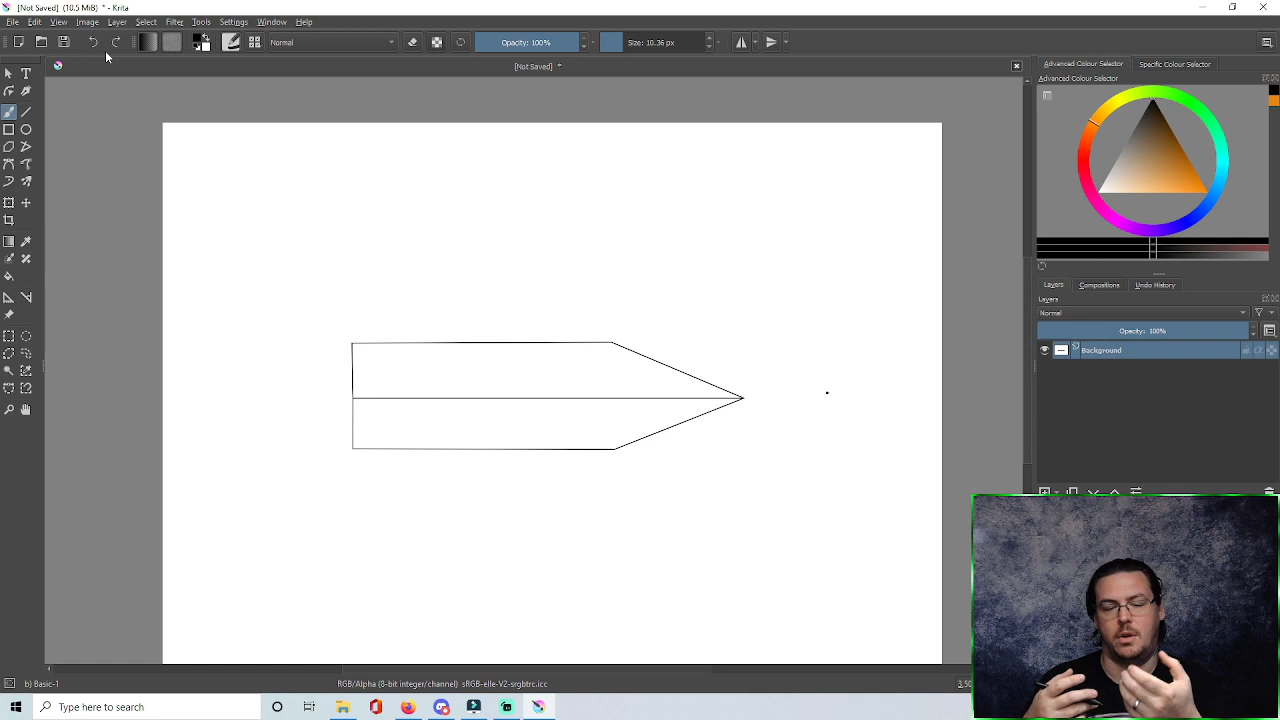 [Not Saved] (10.5 MiB) * - Krita
File Edit View Image Layer Select Filter Tools Settings Window Help
Normal Opacity: 100% Size: 10.36 px
[Not Saved] *
Advanced Colour Selector Specific Colour Selector
Advanced Colour Selector
Layers Compositions Undo History
Layers
Normal
Opacity: 100%
Background
b) Basic-1 RGB/Alpha (8-bit integer/channel) sRGB-elle-V2-srgbtrc.icc
Type here to search